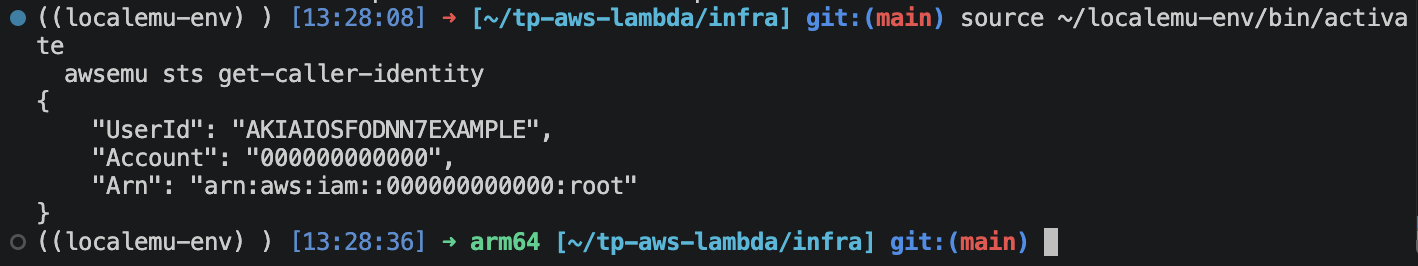 ((localemu-env) ) [13:28:08] → [~/tp-aws-lambda/infra] git:(main) source ~/localemu-env/bin/activa
te
  awsemu sts get-caller-identity
{
    "UserId": "AKIAIOSFODNN7EXAMPLE",
    "Account": "000000000000",
    "Arn": "arn:aws:iam::000000000000:root"
}
((localemu-env) ) [13:28:36] → arm64 [~/tp-aws-lambda/infra] git:(main)